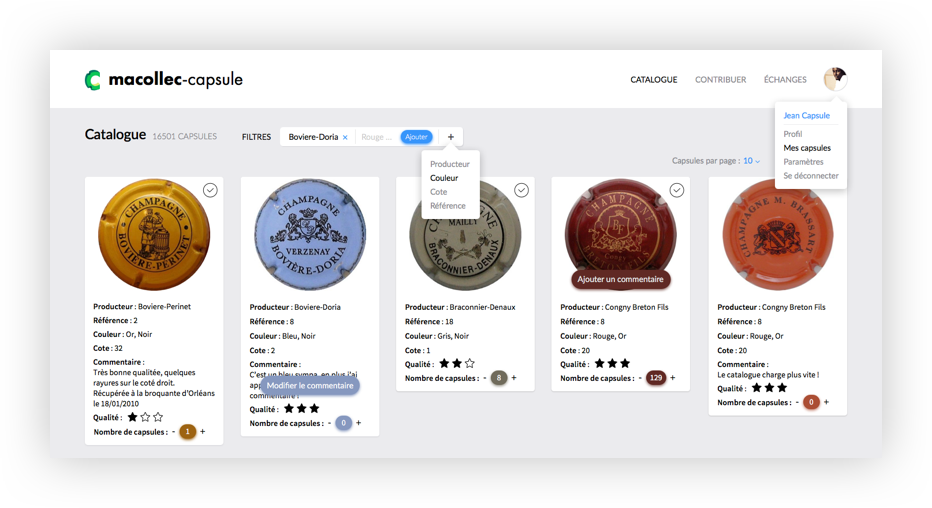 macollec-capsule
CATALOGUE
CONTRIBUER
ÉCHANGES
Jean Capsule
Profil
Mes capsules
Paramètres
Se déconnecter
Catalogue 16501 CAPSULES
FILTRES
Boviere-Doria ×
Rouge ...
Ajouter
+
Producteur
Couleur
Cote
Référence
Capsules par page : 10
CHAMPAGNE
BOVIÈRE-PERINET
Producteur : Boviere-Perinet
Référence : 2
Couleur : Or, Noir
Cote : 32
Commentaire :
Très bonne qualitée, quelques
rayures sur le coté droit.
Récupérée à la broquante d'Orléans
le 18/01/2010
Qualité :
Nombre de capsules : - 1 +
CHAMPAGNE
VERZENAY
BOVIÈRE-DORIA
Producteur : Boviere-Doria
Référence : 8
Couleur : Bleu, Noir
Cote : 2
Commentaire :
C'est un bleu sympa, en plus j'ai
Modifier le commentaire
commentaire !
Qualité :
Nombre de capsules : - 0 +
MAILLY
BRACONNIER-DENAUX
Producteur : Braconnier-Denaux
Référence : 18
Couleur : Gris, Noir
Cote : 1
Qualité :
Nombre de capsules : - 8 +
CHAMPAGNE
Ajouter un commentaire
Producteur : Congny Breton Fils
Référence : 8
Couleur : Rouge, Or
Cote : 20
Qualité :
Nombre de capsules : - 129 +
CHAMPAGNE M. BRASSART
Producteur : Congny Breton Fils
Référence : 8
Couleur : Rouge, Or
Cote : 20
Commentaire :
Le catalogue charge plus vite !
Qualité :
Nombre de capsules : - 0 +